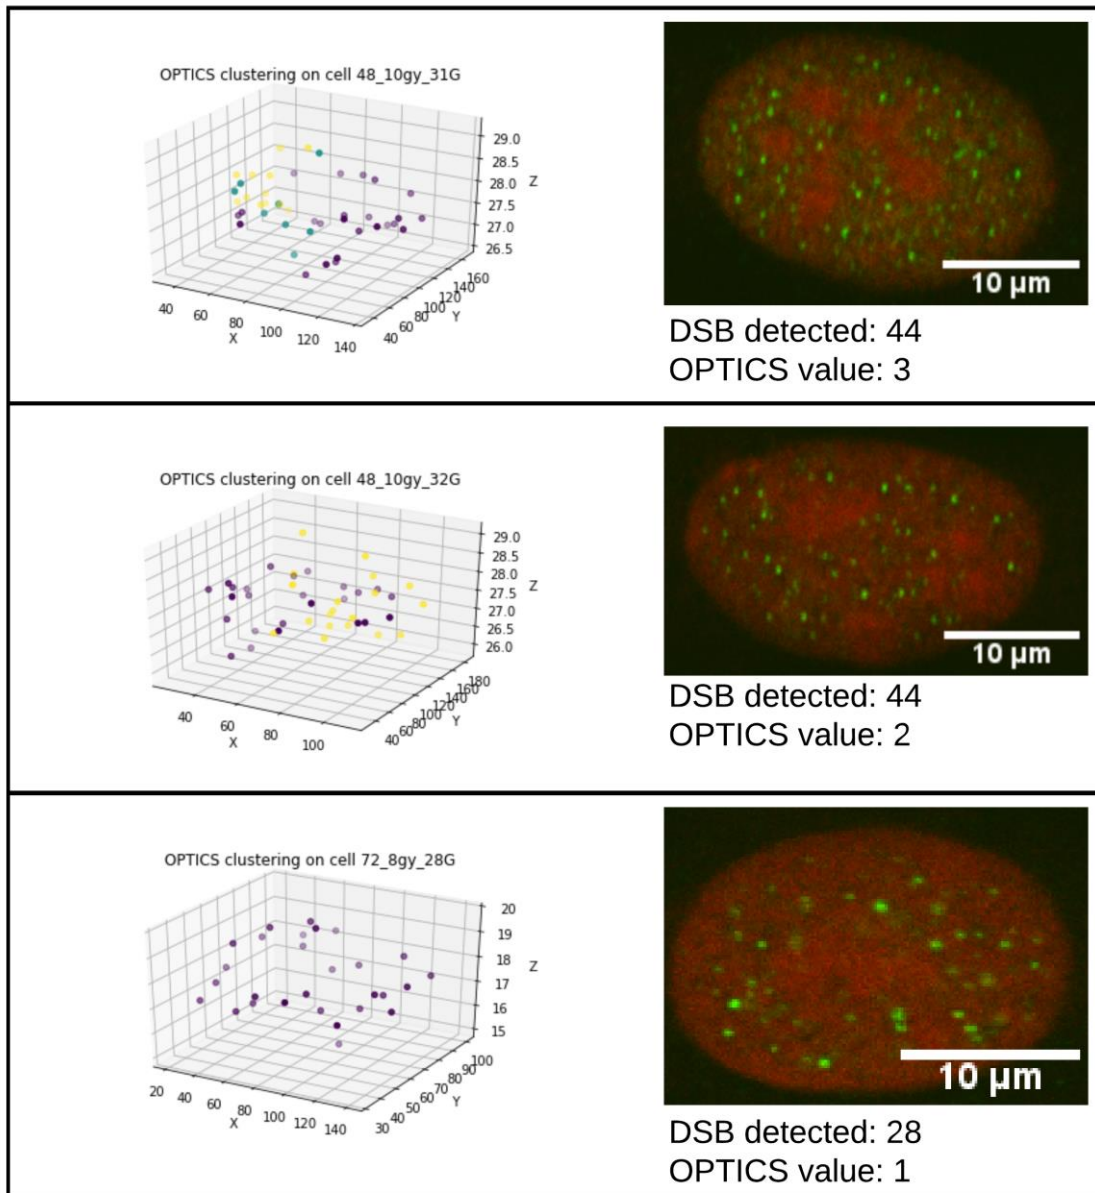 OPTICS clustering on cell 48_10gy_31G
29.0
28.5
28.0
27.5
27.0
26.5
Z
160
140
120
100
80
60
40
Y
40
60
80
100
120
140
X
10 µm
DSB detected: 44
OPTICS value: 3
OPTICS clustering on cell 48_10gy_32G
29.0
28.5
28.0
27.5
27.0
26.5
26.0
Z
180
160
140
120
100
80
60
40
Y
40
60
80
100
X
10 µm
DSB detected: 44
OPTICS value: 2
OPTICS clustering on cell 72_8gy_28G
20
19
18
17
16
15
Z
100
90
80
70
60
50
40
30
Y
20
40
60
80
100
120
140
X
10 µm
DSB detected: 28
OPTICS value: 1